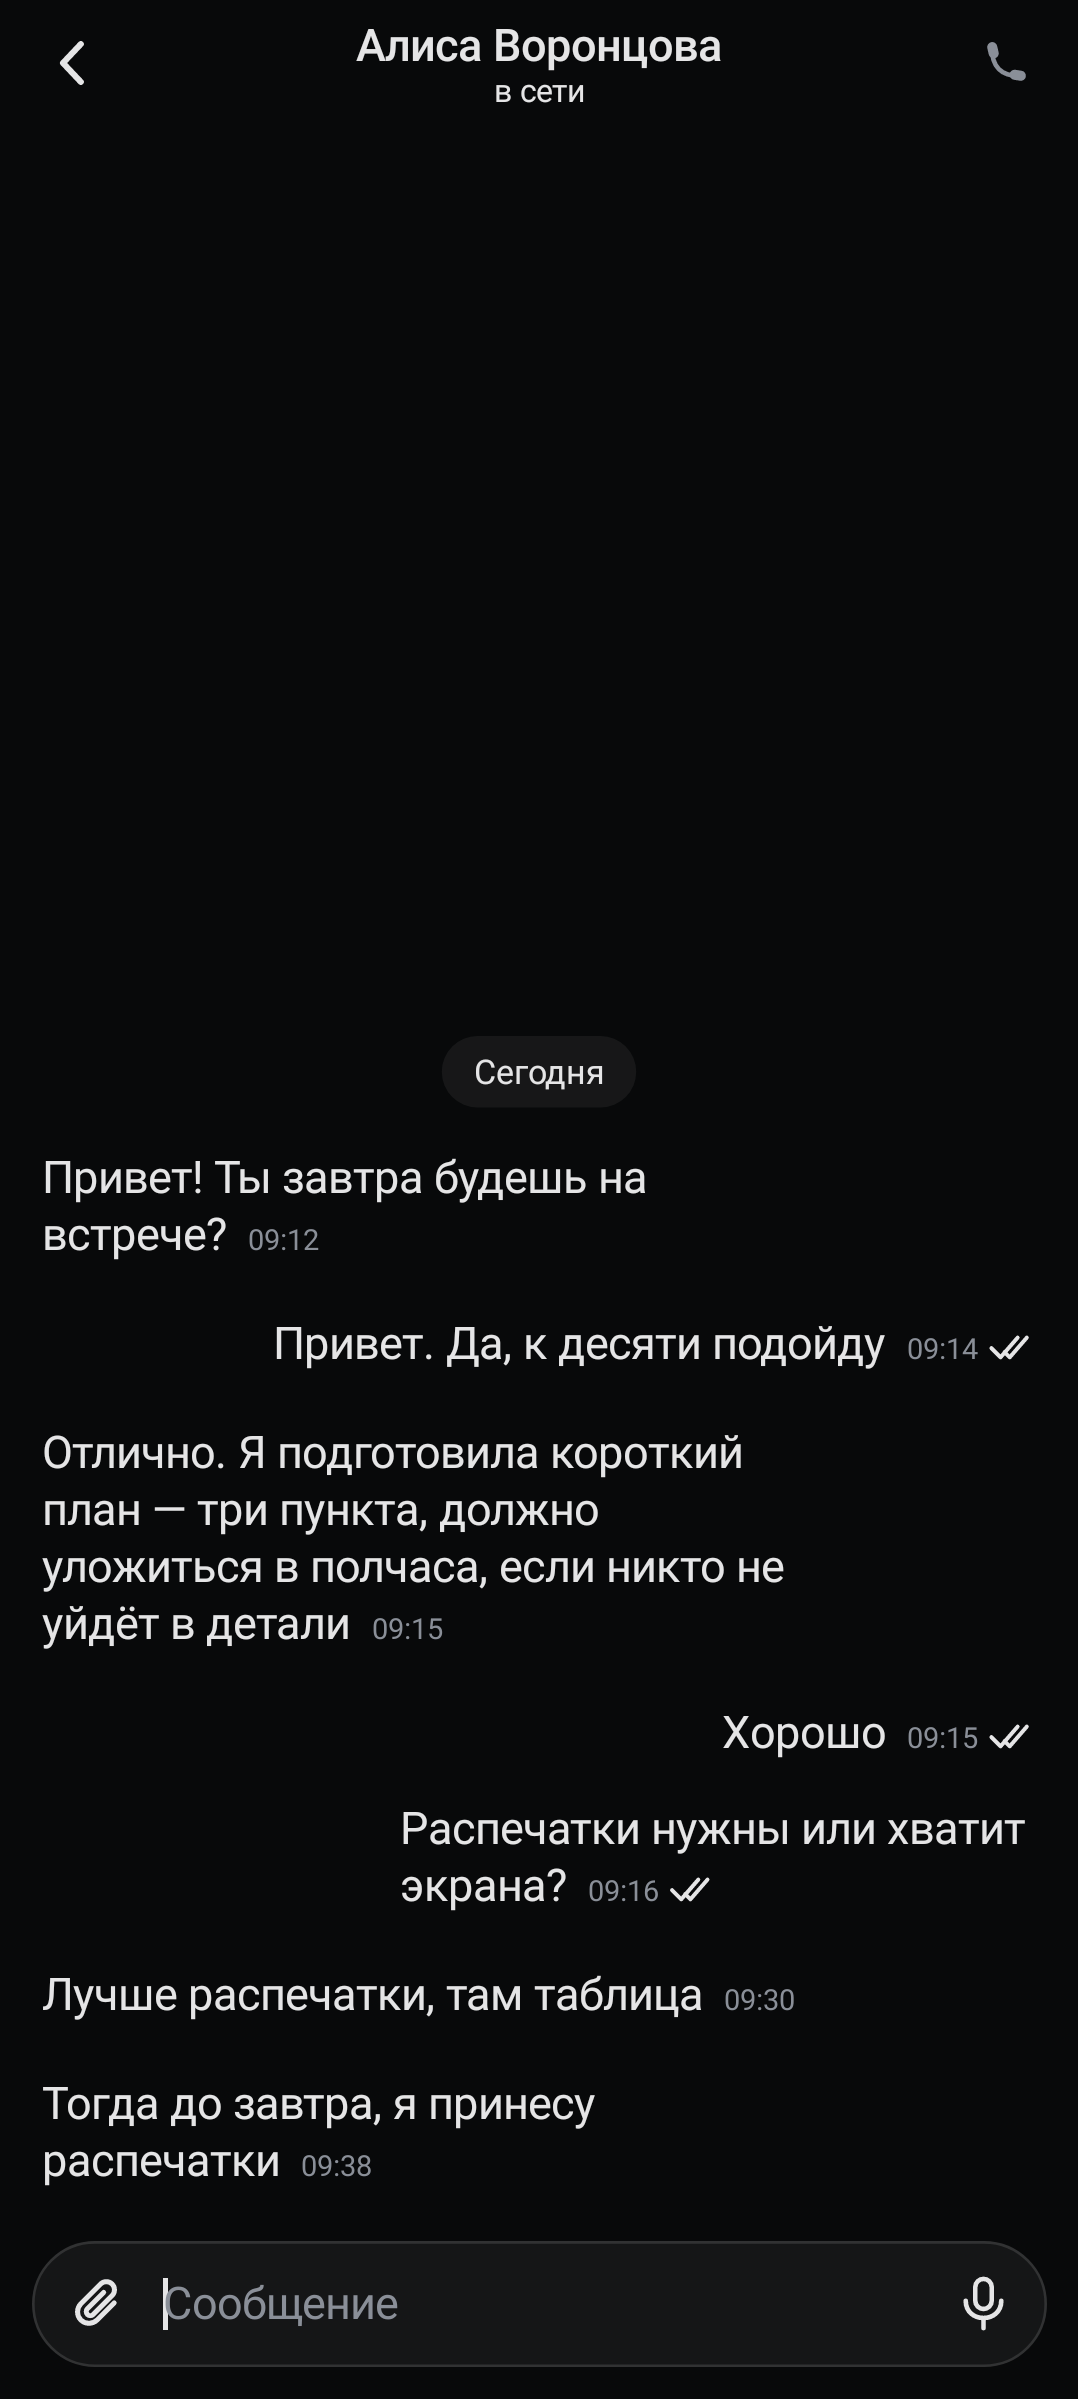 Алиса Воронцова
в сети
Сегодня
Привет! Ты завтра будешь на
встрече? 09:12
Привет. Да, к десяти подойду 09:14
Отлично. Я подготовила короткий
план — три пункта, должно
уложиться в полчаса, если никто не
уйдёт в детали 09:15
Хорошо 09:15
Распечатки нужны или хватит
экрана? 09:16
Лучше распечатки, там таблица 09:30
Тогда до завтра, я принесу
распечатки 09:38
Сообщение